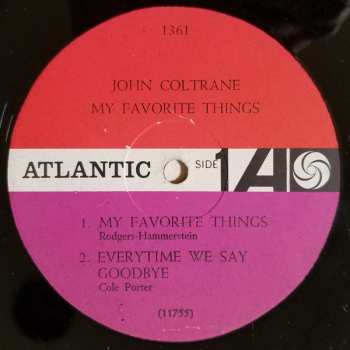 1361
JOHN COLTRANE
MY FAVORITE THINGS
ATLANTIC SIDE 1 A
1. MY FAVORITE THINGS
Rodgers-Hammerstein
2. EVERYTIME WE SAY
GOODBYE
Cole Porter
(11755)